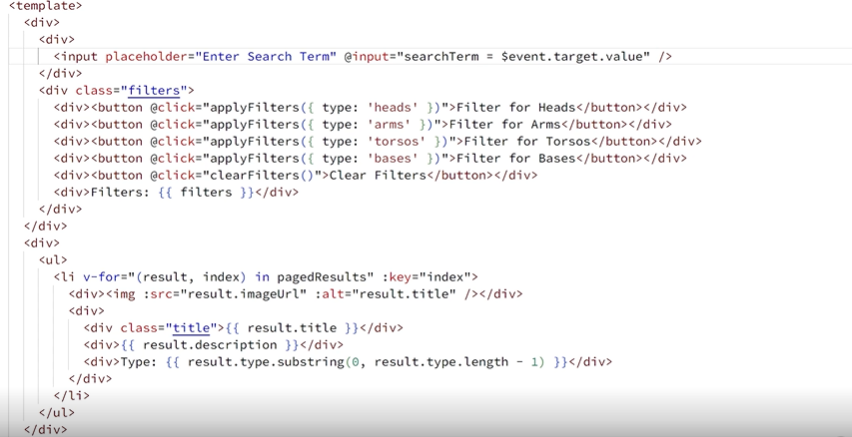 <template>
<div>
<div>
<input placeholder="Enter Search Term" @input="searchTerm = $event.target.value" />
</div>
<div class="filters">
<div><button @click="applyFilters({ type: 'heads' })">Filter for Heads</button></div>
<div><button @click="applyFilters({ type: 'arms' })">Filter for Arms</button></div>
<div><button @click="applyFilters({ type: 'torsos' })">Filter for Torsos</button></div>
<div><button @click="applyFilters({ type: 'bases' })">Filter for Bases</button></div>
<div><button @click="clearFilters()">Clear Filters</button></div>
<div>Filters: {{ filters }}</div>
</div>
</div>
<div>
<ul>
<li v-for="(result, index) in pagedResults" :key="index">
<div><img :src="result.imageUrl" :alt="result.title" /></div>
<div>
<div class="title">{{ result.title }}</div>
<div>{{ result.description }}</div>
<div>Type: {{ result.type.substring(0, result.type.length - 1) }}</div>
</div>
</li>
</ul>
</div>